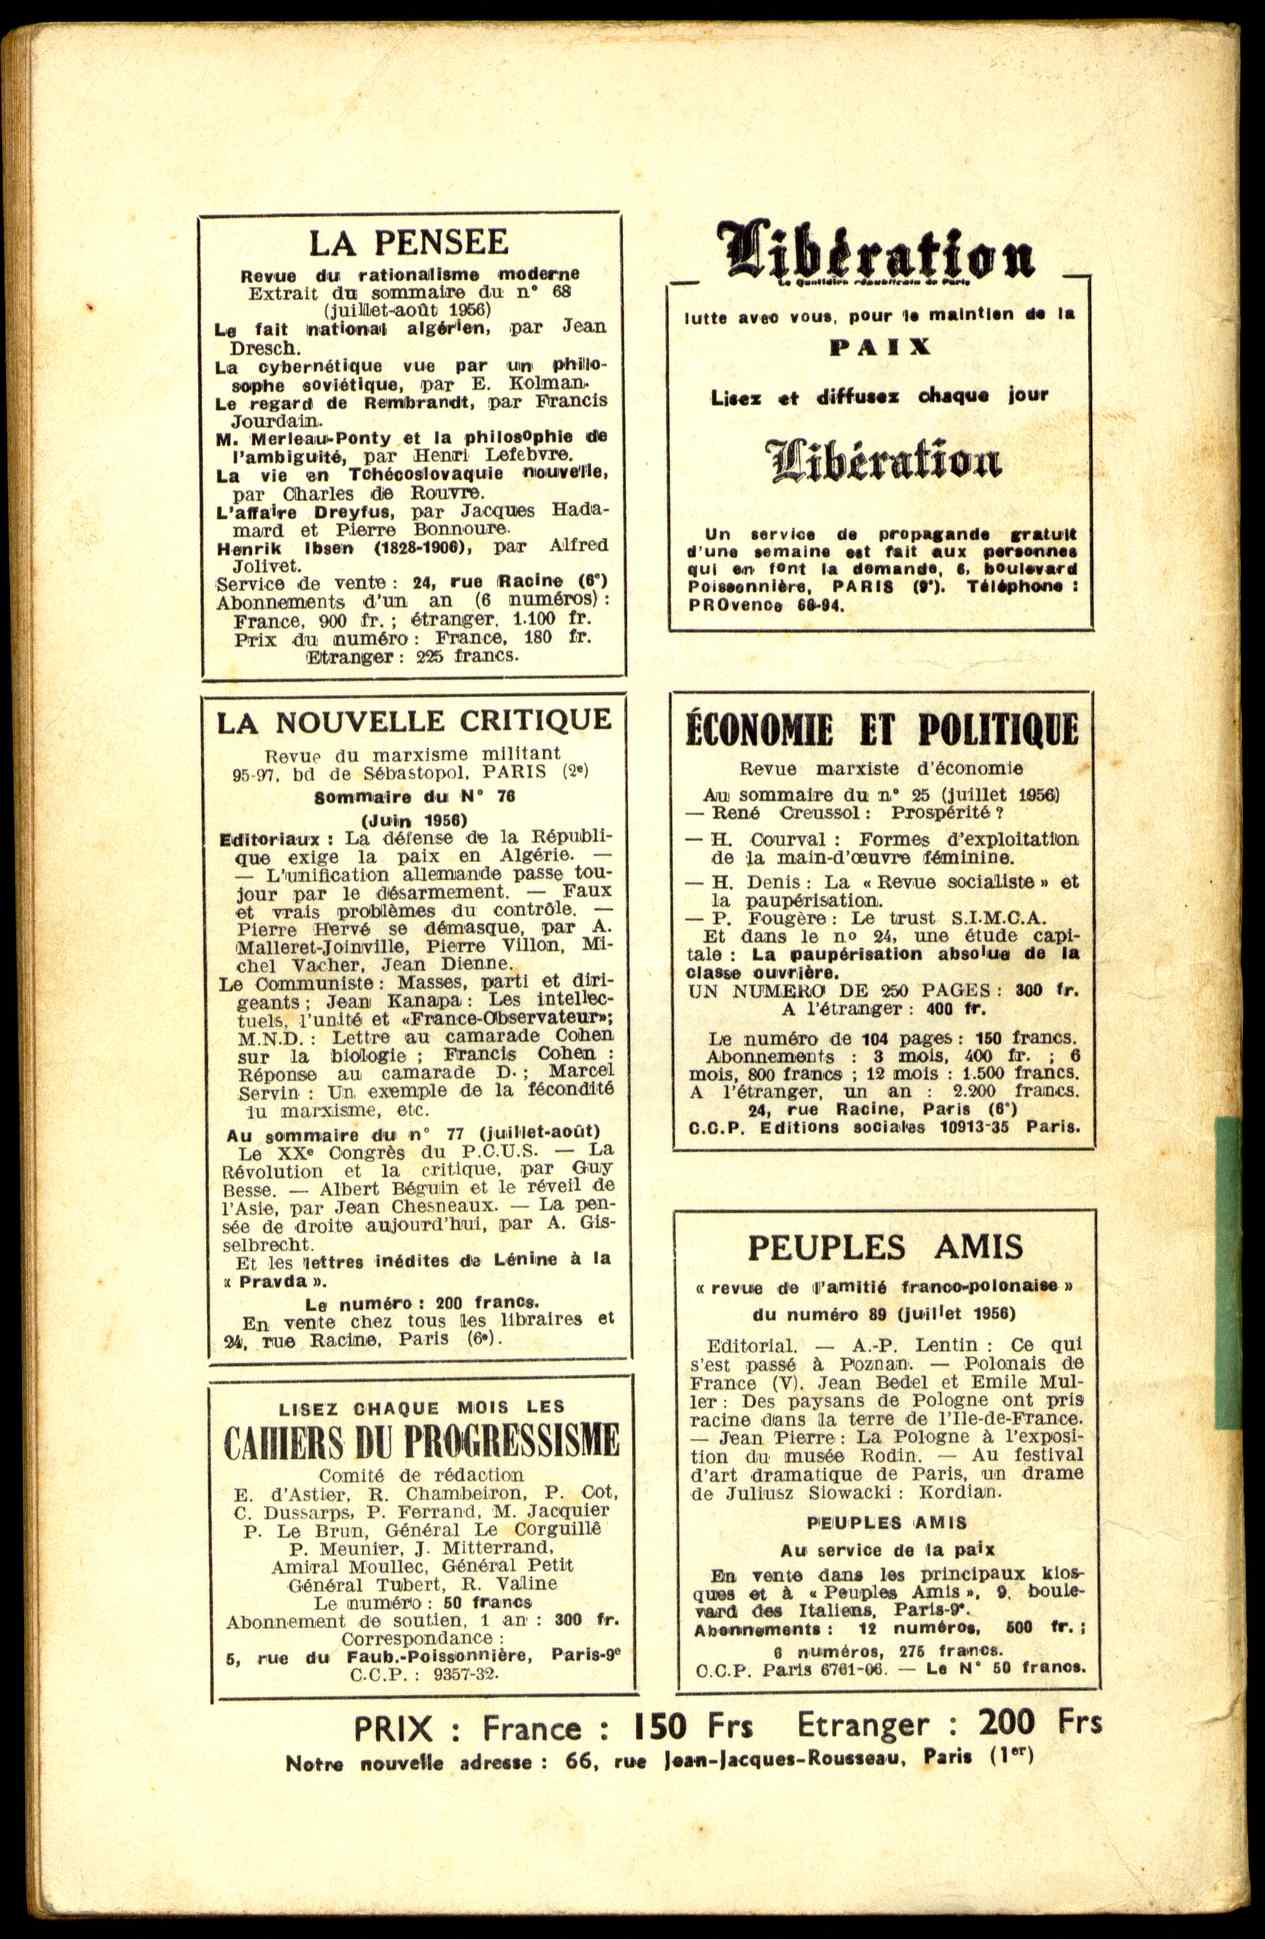 LA PENSEE
Revue du rationalisme moderne
Extrait du sommaire du n° 68
(juillet-août 1956)
Le fait national algérien, par Jean
Dresch.
La cybernétique vue par un philo-
sophe soviétique, par E. Kolman.
Le regard de Rembrandt, par Francis
Jourdain.
M. Merleau-Ponty et la philosophie de
l'ambiguité, par Henri Lefebvre.
La vie en Tchécoslovaquie nouvelle,
par Charles de Rouvre.
L'affaire Dreyfus, par Jacques Hada-
mard et Pierre Bonnoure.
Henrik Ibsen (1828-1906), par Alfred
Jolivet.
Service de vente : 24, rue Racine (6e)
Abonnements d'un an (6 numéros) :
France, 900 fr. ; étranger, 1.100 fr.
Prix du numéro : France, 180 fr.
Etranger : 225 francs.
LA NOUVELLE CRITIQUE
Revue du marxisme militant
95-97, bd de Sébastopol, PARIS (2e)
Sommaire du N° 76
(Juin 1956)
Editoriaux : La défense de la Républi-
que exige la paix en Algérie. —
— L'unification allemande passe tou-
jour par le désarmement. — Faux
et vrais problèmes du contrôle. —
Pierre Hervé se démasque, par A.
Malleret-Joinville, Pierre Villon, Mi-
chel Vacher, Jean Dienne.
Le Communiste : Masses, parti et diri-
geants ; Jean Kanapa : Les intellec-
tuels, l'unité et «France-Observateur»;
M.N.D. : Lettre au camarade Cohen
sur la biologie ; Francis Cohen :
Réponse au camarade D. ; Marcel
Servin : Un exemple de la fécondité
du marxisme, etc.
Au sommaire du n° 77 (juillet-août)
Le XXe Congrès du P.C.U.S. — La
Révolution et la critique, par Guy
Besse. — Albert Béguin et le réveil de
l'Asie, par Jean Chesneaux. — La pen-
sée de droite aujourd'hui, par A. Gis-
selbrecht.
Et les lettres inédites de Lénine à la
« Pravda ».
Le numéro : 200 francs.
En vente chez tous les libraires et
24, rue Racine, Paris (6e).
LISEZ CHAQUE MOIS LES
CAHIERS DU PROGRESSISME
Comité de rédaction
E. d'Astier, R. Chambeiron, P. Cot,
C. Dussarps, P. Ferrand, M. Jacquier
P. Le Brun, Général Le Corguillé
P. Meunier, J. Mitterrand,
Amiral Moullec, Général Petit
Général Tubert, R. Valine
Le numéro : 50 francs
Abonnement de soutien, 1 an : 300 fr.
Correspondance :
5, rue du Faub.-Poissonnière, Paris-9e
C.C.P. : 9357-32.
Libération
Le Quotidien républicain de Paris
lutte avec vous, pour le maintien de la
PAIX
Lisez et diffusez chaque jour
Libération
Un service de propagande gratuit
d'une semaine est fait aux personnes
qui en font la demande, 6, boulevard
Poissonnière, PARIS (9e). Téléphone :
PROvence 66-94.
ÉCONOMIE ET POLITIQUE
Revue marxiste d'économie
Au sommaire du n° 25 (juillet 1956)
— René Creussol : Prospérité ?
— H. Courval : Formes d'exploitation
de la main-d'œuvre féminine.
— H. Denis : La « Revue socialiste » et
la paupérisation.
— P. Fougère : Le trust S.I.M.C.A.
Et dans le no 24, une étude capi-
tale : La paupérisation absolue de la
classe ouvrière.
UN NUMERO DE 250 PAGES : 300 fr.
A l'étranger : 400 fr.
Le numéro de 104 pages : 150 francs.
Abonnements : 3 mois, 400 fr. ; 6
mois, 800 francs ; 12 mois : 1.500 francs.
A l'étranger, un an : 2.200 francs.
24, rue Racine, Paris (6e)
C.C.P. Editions sociales 10913-35 Paris.
PEUPLES AMIS
« revue de l'amitié franco-polonaise »
du numéro 89 (juillet 1956)
Editorial. — A.-P. Lentin : Ce qui
s'est passé à Poznan. — Polonais de
France (V). Jean Bedel et Emile Mul-
ler : Des paysans de Pologne ont pris
racine dans la terre de l'Ile-de-France.
— Jean Pierre : La Pologne à l'exposi-
tion du musée Rodin. — Au festival
d'art dramatique de Paris, un drame
de Juliusz Slowacki : Kordian.
PEUPLES AMIS
Au service de la paix
En vente dans les principaux kios-
ques et à « Peuples Amis », 9, boule-
vard des Italiens, Paris-9e.
Abonnements : 12 numéros, 500 fr. ;
6 numéros, 275 francs.
C.C.P. Paris 6761-06. — Le N° 50 francs.
PRIX : France : 150 Frs Etranger : 200 Frs
Notre nouvelle adresse : 66, rue Jean-Jacques-Rousseau, Paris (1er)